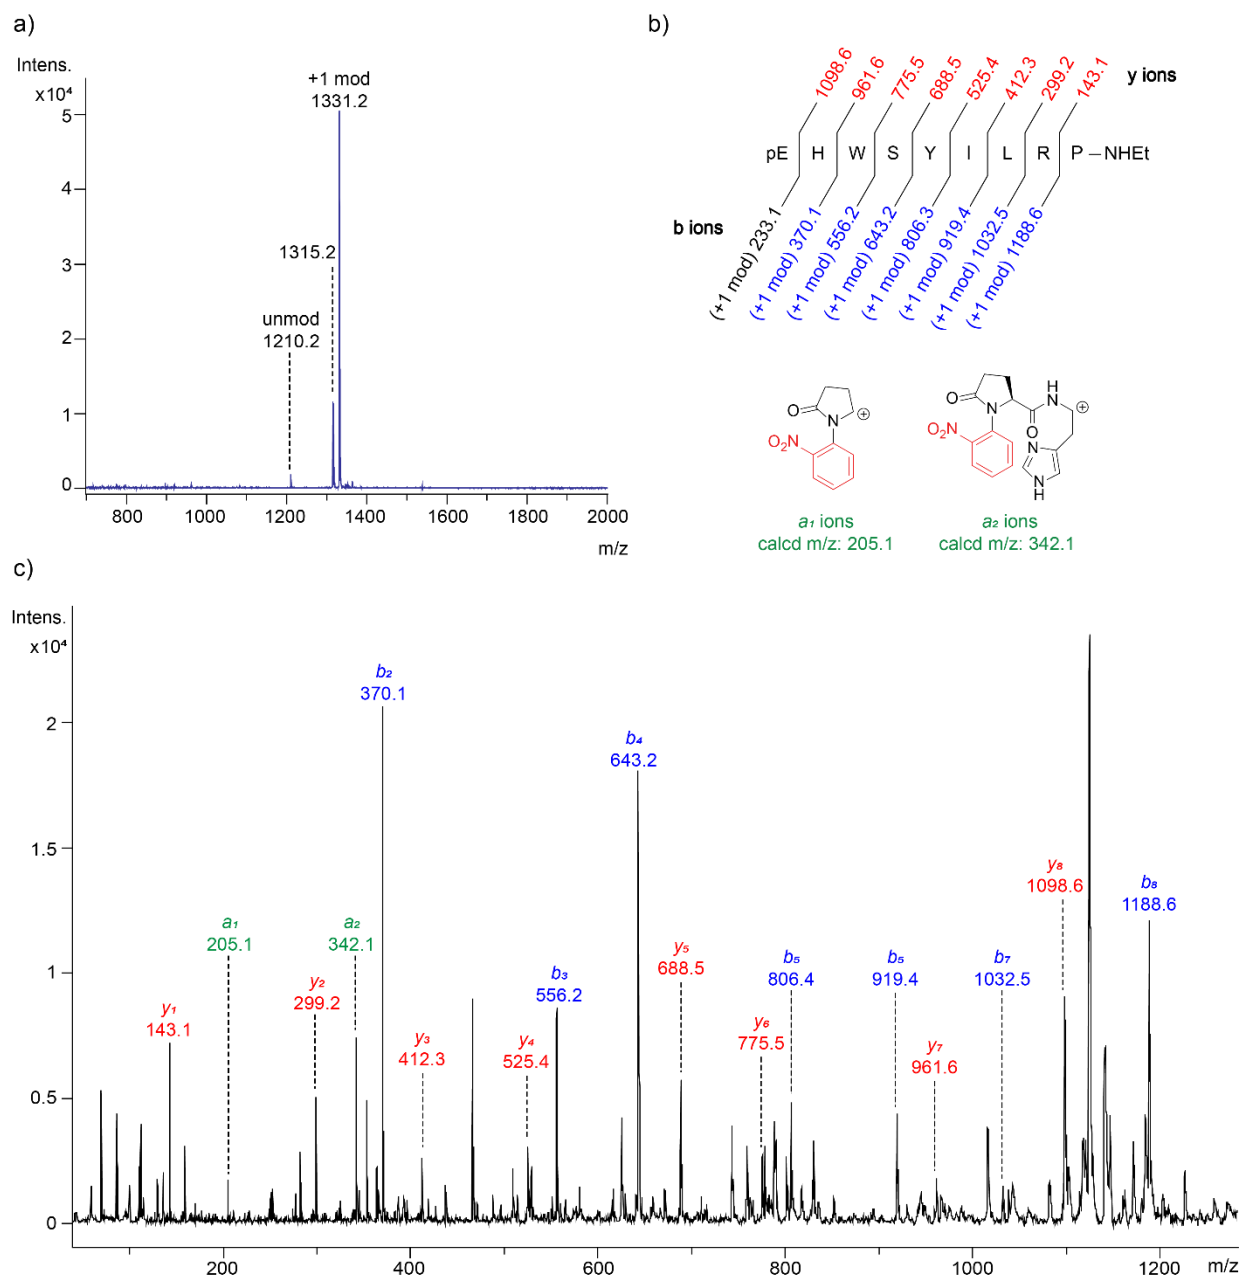 a)
Intens.
x10⁴
5
4
3
2
1
0
800
1000
1200
1400
1600
1800
2000
m/z
+1 mod
1331.2
1315.2
unmod
1210.2
b)
1098.6
961.6
775.5
688.5
525.4
412.3
299.2
143.1
y ions
pE H W S Y I L R P –NHEt
b ions
(+1 mod) 233.1
(+1 mod) 370.1
(+1 mod) 556.2
(+1 mod) 643.2
(+1 mod) 806.3
(+1 mod) 919.4
(+1 mod) 1032.5
(+1 mod) 1188.6
O
N
⊕
O₂N
a₁ ions
calcd m/z: 205.1
O
N
H
N
⊕
O
O₂N
N
N
H
a₂ ions
calcd m/z: 342.1
c)
Intens.
x10⁴
2
1.5
1
0.5
0
200
400
600
800
1000
1200
m/z
y₁
143.1
a₁
205.1
y₂
299.2
a₂
342.1
b₂
370.1
y₃
412.3
y₄
525.4
b₃
556.2
b₄
643.2
y₅
688.5
y₆
775.5
b₅
806.4
b₅
919.4
y₇
961.6
b₇
1032.5
y₈
1098.6
b₈
1188.6